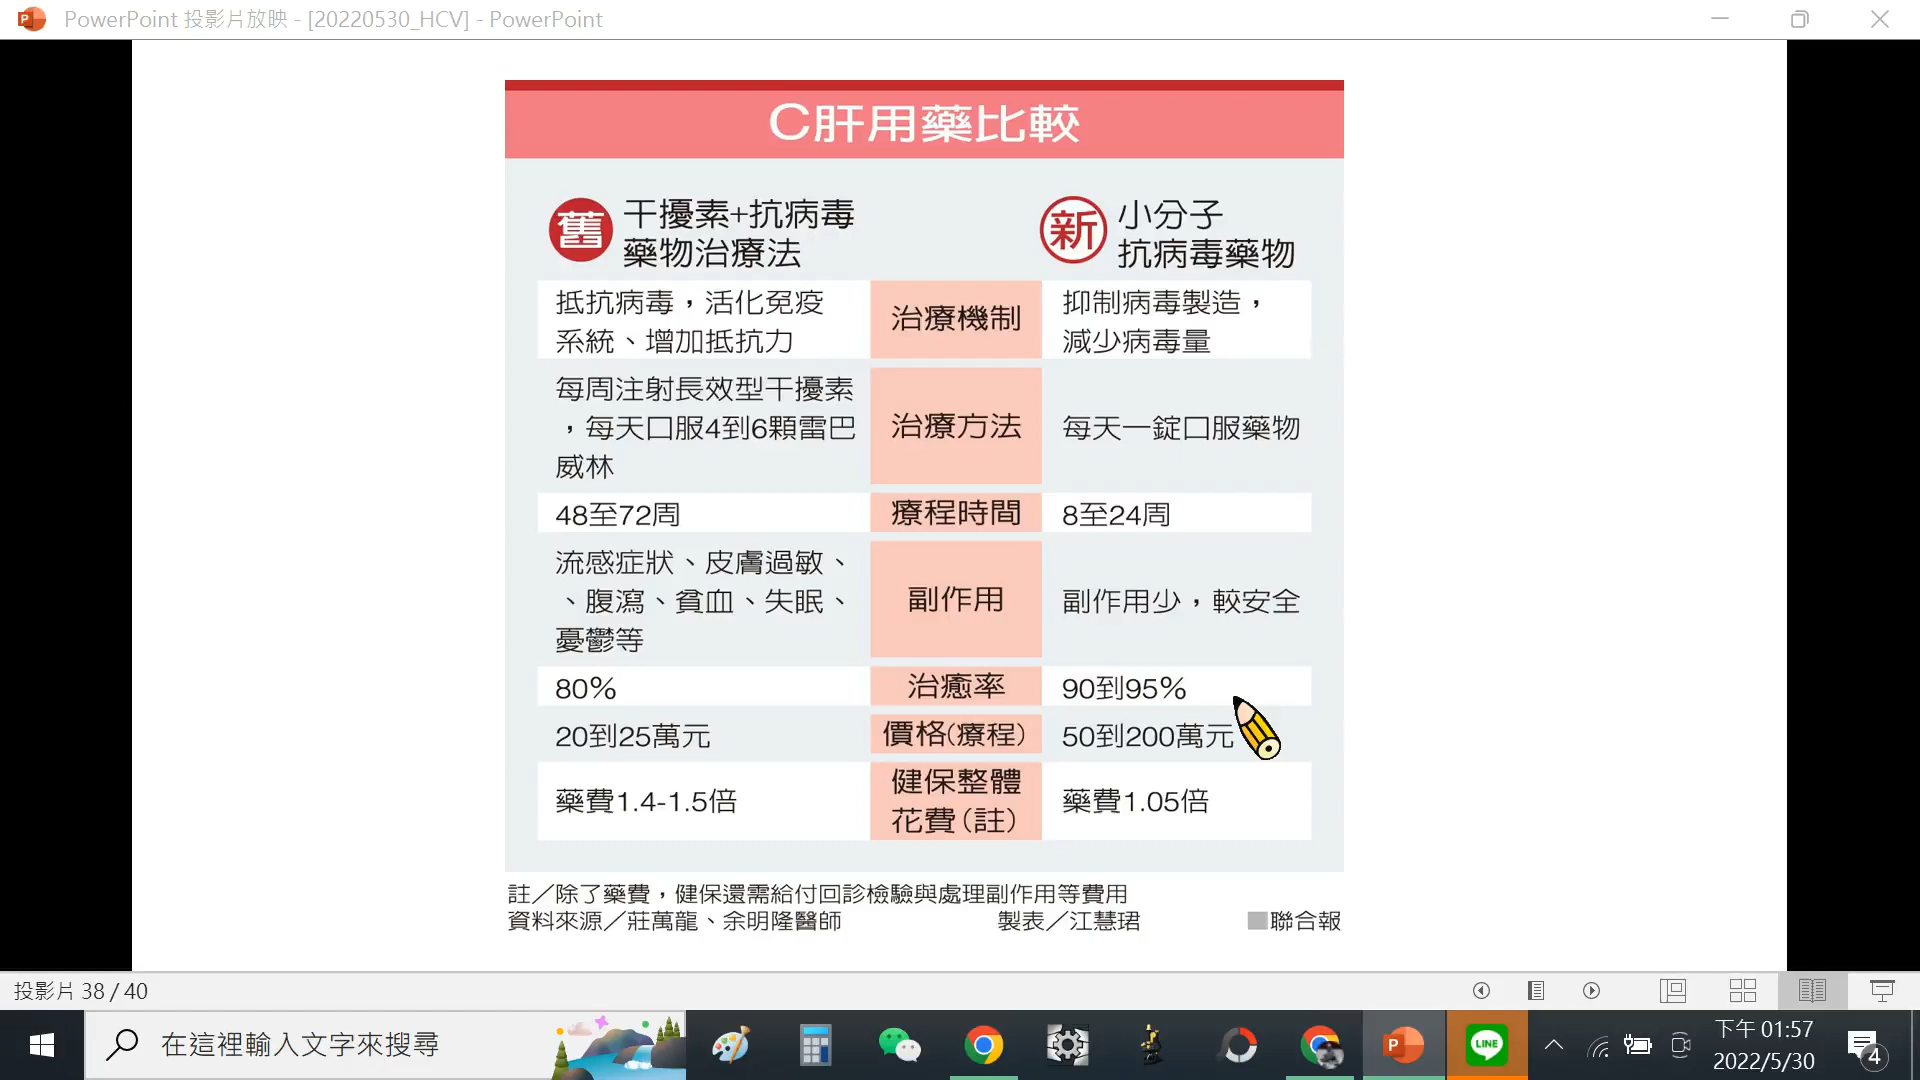 PowerPoint 投影片放映 - [20220530_HCV] - PowerPoint
C肝用藥比較
舊 干擾素+抗病毒
藥物治療法
新 小分子
抗病毒藥物
抵抗病毒，活化免疫
系統、增加抵抗力
治療機制
抑制病毒製造，
減少病毒量
每周注射長效型干擾素
，每天口服4到6顆雷巴
威林
治療方法
每天一錠口服藥物
48至72周
療程時間
8至24周
流感症狀、皮膚過敏、
、腹瀉、貧血、失眠、
憂鬱等
副作用
副作用少，較安全
80%
治癒率
90到95%
20到25萬元
價格(療程)
50到200萬元
藥費1.4-1.5倍
健保整體
花費(註)
藥費1.05倍
註／除了藥費，健保還需給付回診檢驗與處理副作用等費用
資料來源／莊萬龍、余明隆醫師 製表／江慧珺 ■聯合報
投影片 38 / 40
在這裡輸入文字來搜尋
P
LINE
下午 01:57
2022/5/30
4